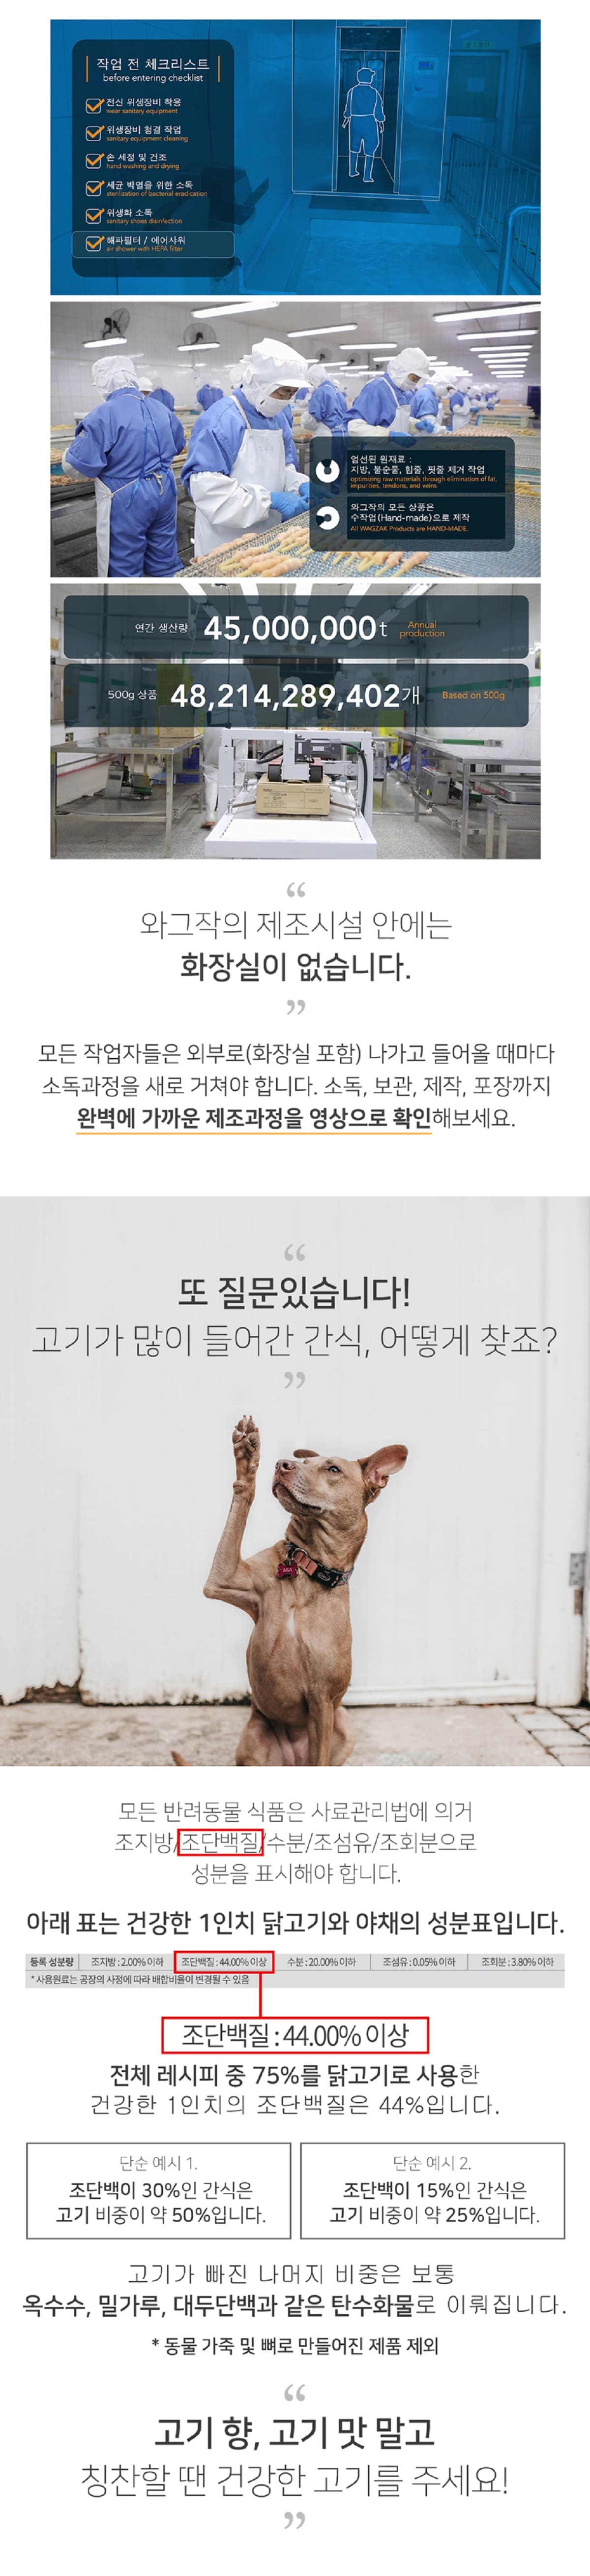 작업 전 체크리스트
before entering checklist
전신 위생장비 착용
wear sanitary equipment
위생장비 청결 작업
sanitary equipment cleaning
손 세정 및 건조
hand washing and drying
세균 박멸을 위한 소독
sterilization of bacterial eradication
위생화 소독
sanitary shoes disinfection
해파필터 / 에어샤워
air shower with HEPA filter
엄선된 원재료 :
지방, 불순물, 힘줄, 핏줄 제거 작업
optimizing raw materials through elimination of fat,
impurities, tendons, and veins
와그작의 모든 상품은
수작업(Hand-made)으로 제작
All WAGZAK Products are HAND-MADE.
연간 생산량 45,000,000t Annual production
500g 상품 48,214,289,402개 Based on 500g
“
와그작의 제조시설 안에는
화장실이 없습니다.
”
모든 작업자들은 외부로(화장실 포함) 나가고 들어올 때마다
소독과정을 새로 거쳐야 합니다. 소독, 보관, 제작, 포장까지
완벽에 가까운 제조과정을 영상으로 확인해보세요.
“
또 질문있습니다!
고기가 많이 들어간 간식, 어떻게 찾죠?
”
모든 반려동물 식품은 사료관리법에 의거
조지방/조단백질/수분/조섬유/조회분으로
성분을 표시해야 합니다.
아래 표는 건강한 1인치 닭고기와 야채의 성분표입니다.
등록 성분량 조지방 : 2.00% 이하 조단백질 : 44.00% 이상 수분 : 20.00% 이하 조섬유 : 0.05% 이하 조회분 : 3.80% 이하
* 사용원료는 공장의 사정에 따라 배합비율이 변경될 수 있음
조단백질 : 44.00% 이상
전체 레시피 중 75%를 닭고기로 사용한
건강한 1인치의 조단백질은 44%입니다.
단순 예시 1.
조단백이 30%인 간식은
고기 비중이 약 50%입니다.
단순 예시 2.
조단백이 15%인 간식은
고기 비중이 약 25%입니다.
고기가 빠진 나머지 비중은 보통
옥수수, 밀가루, 대두단백과 같은 탄수화물로 이뤄집니다.
* 동물 가죽 및 뼈로 만들어진 제품 제외
“
고기 향, 고기 맛 말고
칭찬할 땐 건강한 고기를 주세요!
”